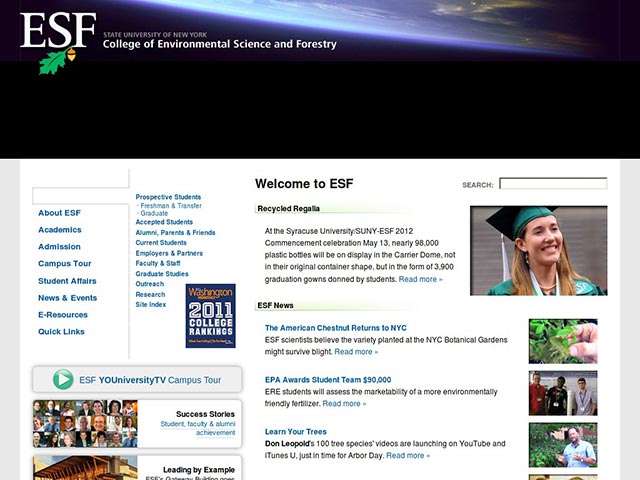 ESF
STATE UNIVERSITY OF NEW YORK
College of Environmental Science and Forestry
About ESF
Academics
Admission
Campus Tour
Student Affairs
News & Events
E-Resources
Quick Links
Prospective Students
Freshman & Transfer
Graduate
Accepted Students
Alumni, Parents & Friends
Current Students
Employers & Partners
Faculty & Staff
Graduate Studies
Outreach
Research
Site Index
Washington
MONTHLY
2011
COLLEGE
RANKINGS
ESF YOUniversityTV Campus Tour
Success Stories
Student, faculty & alumni
achievement
Leading by Example
ESF's Gateway Building goes
Welcome to ESF
SEARCH:
Recycled Regalia
At the Syracuse University/SUNY-ESF 2012
Commencement celebration May 13, nearly 98,000
plastic bottles will be on display in the Carrier Dome, not
in their original container shape, but in the form of 3,900
graduation gowns donned by students. Read more »
ESF News
The American Chestnut Returns to NYC
ESF scientists believe the variety planted at the NYC Botanical Gardens
might survive blight. Read more »
EPA Awards Student Team $90,000
ERE students will assess the marketability of a more environmentally
friendly fertilizer. Read more »
Learn Your Trees
Don Leopold's 100 tree species' videos are launching on YouTube and
iTunes U, just in time for Arbor Day. Read more »